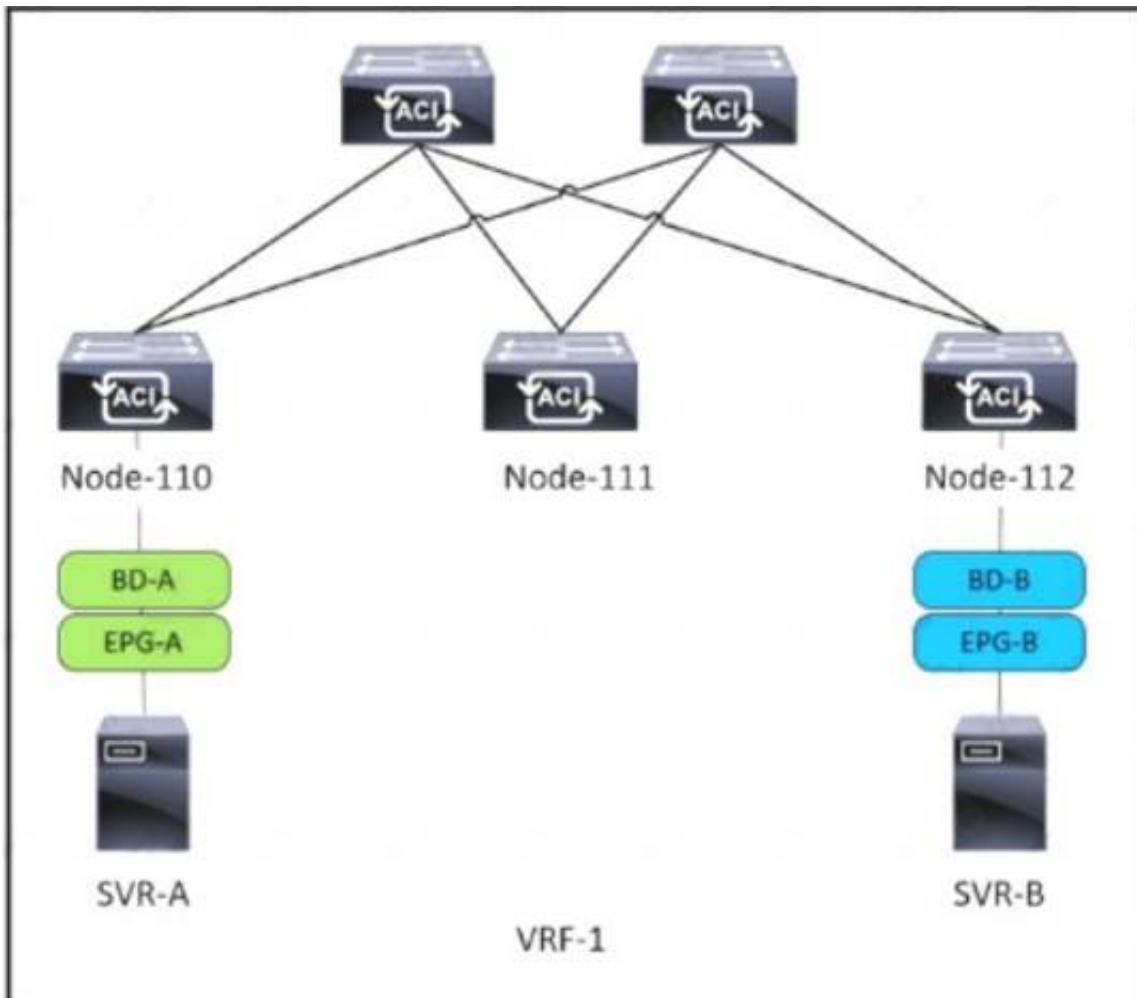 ACI ACI
ACI ACI ACI
Node-110 Node-111 Node-112
BD-A BD-B
EPG-A EPG-B
SVR-A SVR-B
VRF-1